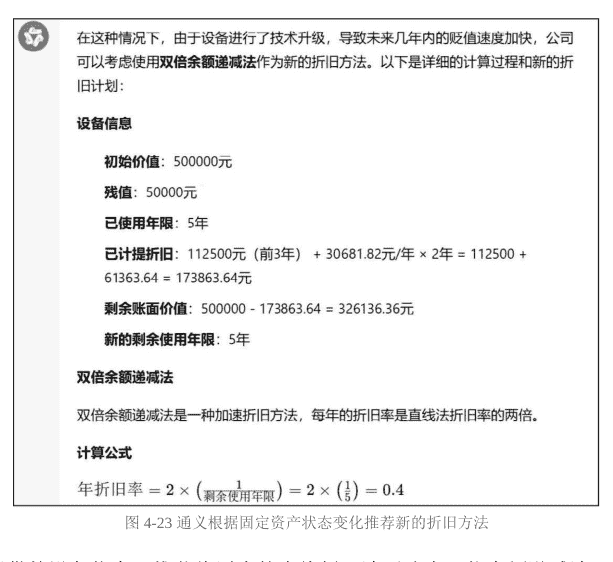 在这种情况下，由于设备进行了技术升级，导致未来几年内的贬值速度加快，公司
可以考虑使用双倍余额递减法作为新的折旧方法。以下是详细的计算过程和新的折
旧计划：
设备信息
初始价值：500000元
残值：50000元
已使用年限：5年
已计提折旧：112500元（前3年） + 30681.82元/年 × 2年 = 112500 +
61363.64 = 173863.64元
剩余账面价值：500000 - 173863.64 = 326136.36元
新的剩余使用年限：5年
双倍余额递减法
双倍余额递减法是一种加速折旧方法，每年的折旧率是直线法折旧率的两倍。
计算公式
年折旧率 = 2 × (1/剩余使用年限) = 2 × (1/5) = 0.4
图 4-23 通义根据固定资产状态变化推荐新的折旧方法